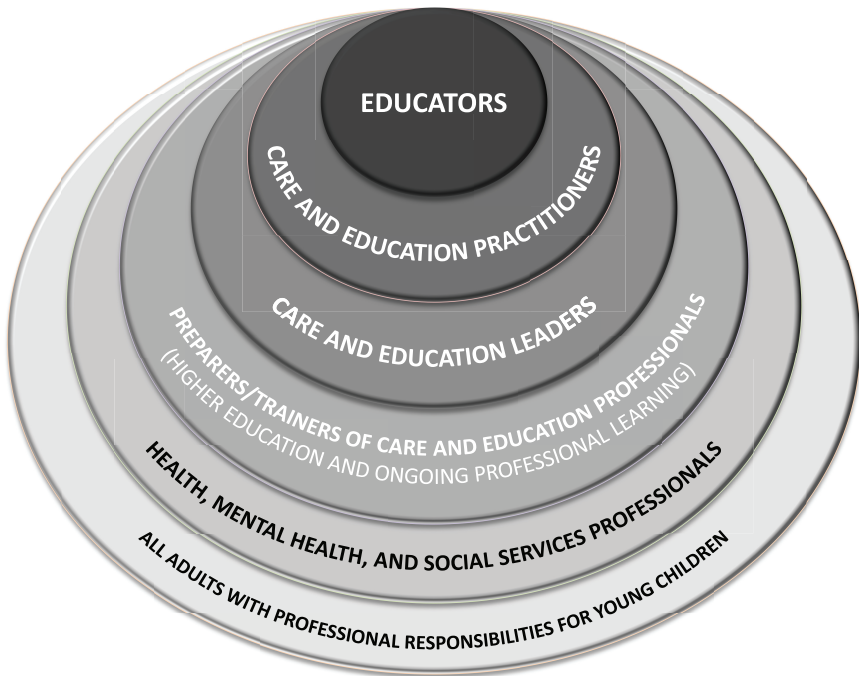 EDUCATORS
CARE AND EDUCATION PRACTITIONERS
CARE AND EDUCATION LEADERS
PREPARERS/TRAINERS OF CARE AND EDUCATION PROFESSIONALS
(HIGHER EDUCATION AND ONGOING PROFESSIONAL LEARNING)
HEALTH, MENTAL HEALTH, AND SOCIAL SERVICES PROFESSIONALS
ALL ADULTS WITH PROFESSIONAL RESPONSIBILITIES FOR YOUNG CHILDREN